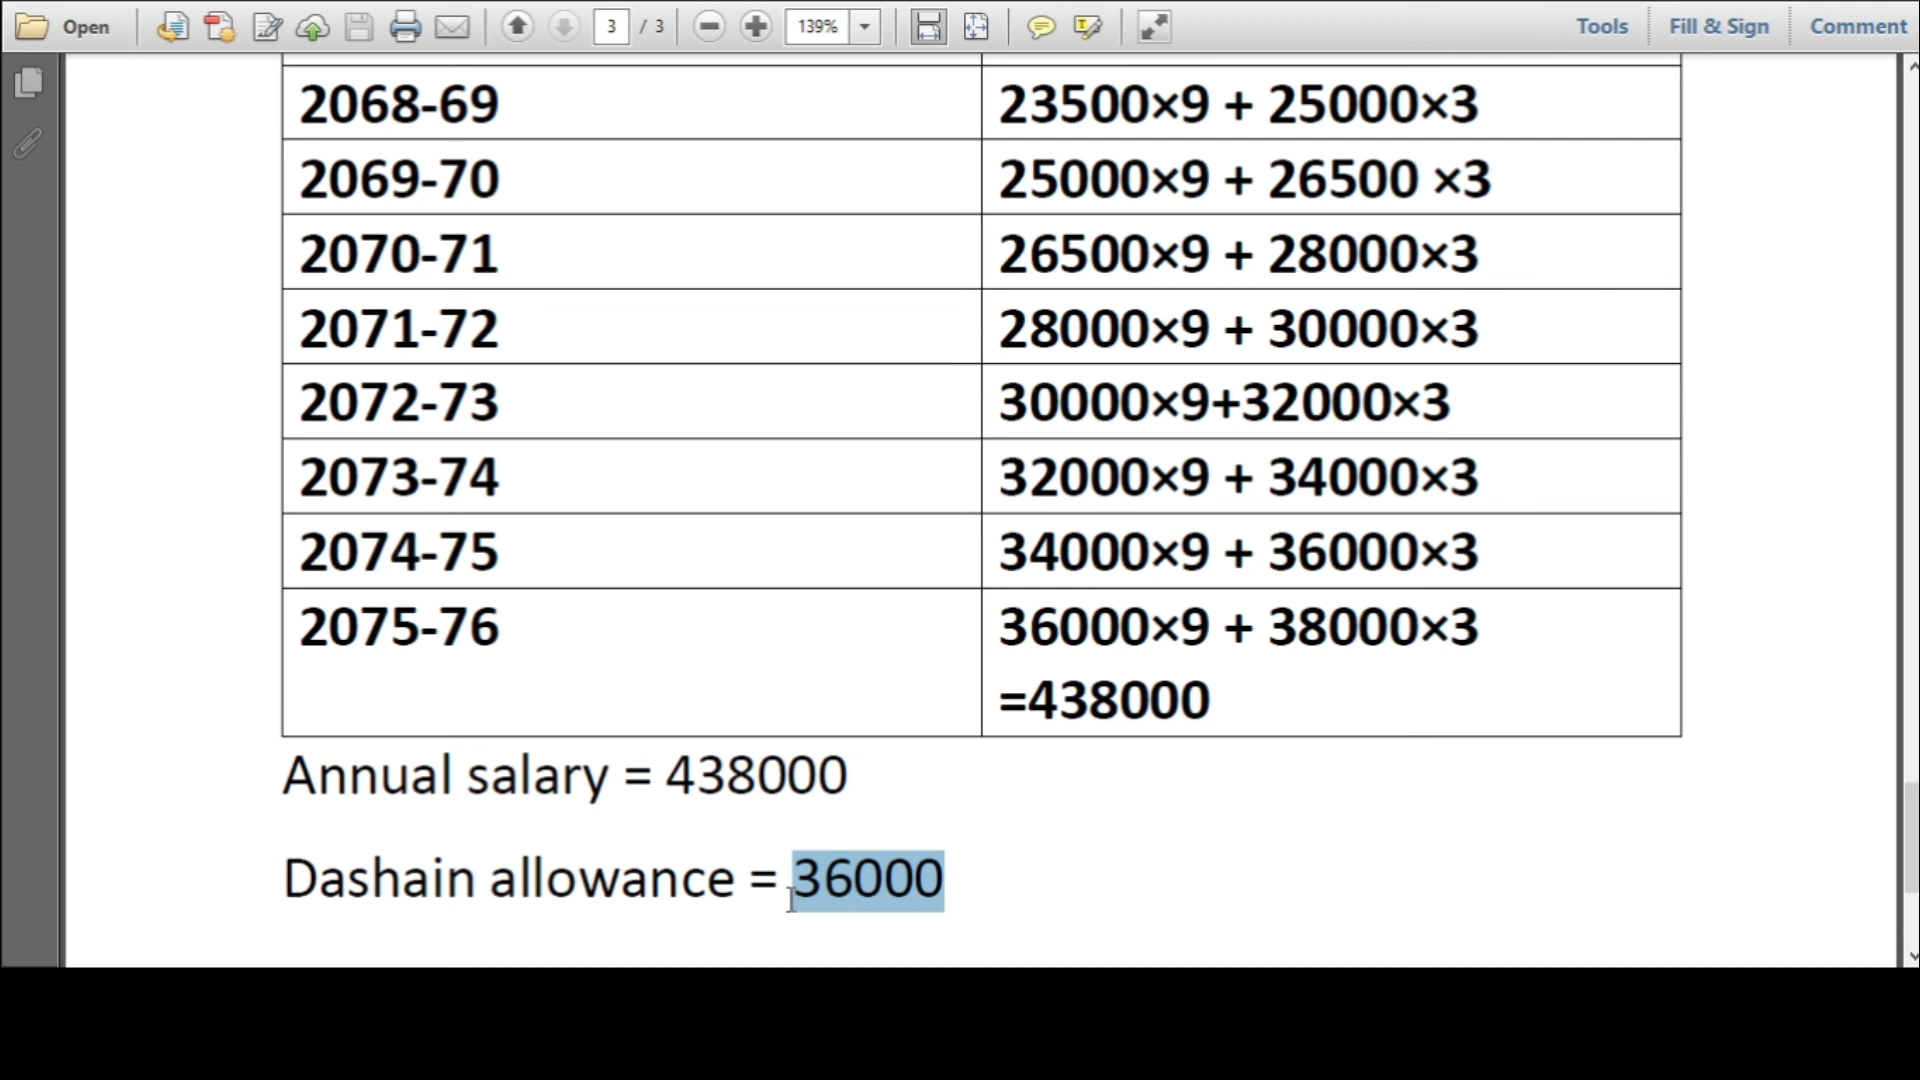 Open 3 / 3 139% Tools Fill & Sign Comment
2068-69 23500×9 + 25000×3
2069-70 25000×9 + 26500 ×3
2070-71 26500×9 + 28000×3
2071-72 28000×9 + 30000×3
2072-73 30000×9+32000×3
2073-74 32000×9 + 34000×3
2074-75 34000×9 + 36000×3
2075-76 36000×9 + 38000×3
=438000
Annual salary = 438000
Dashain allowance = 36000